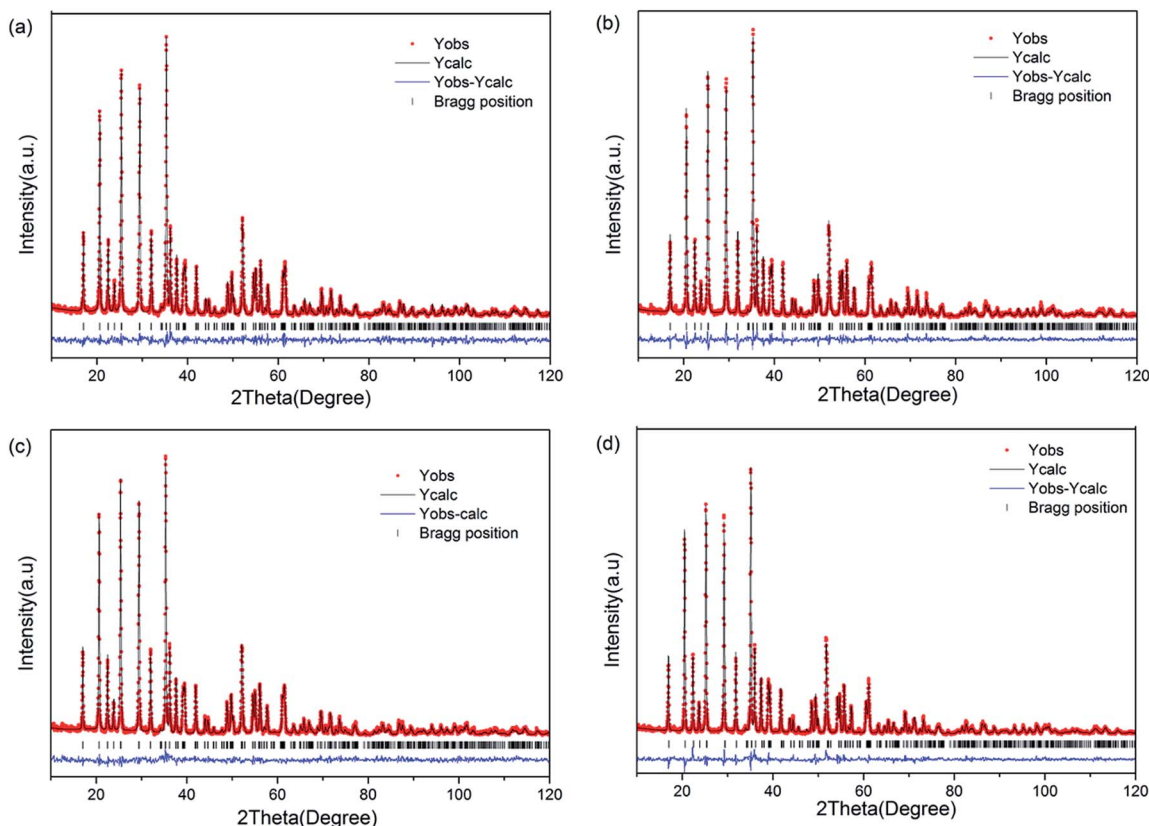 (a)
Yobs
Ycalc
Yobs-Ycalc
Bragg position
Intensity(a.u.)
20 40 60 80 100 120
2Theta(Degree)
(b)
Yobs
Ycalc
Yobs-Ycalc
Bragg position
Intensity(a.u.)
20 40 60 80 100 120
2Theta(Degree)
(c)
Yobs
Ycalc
Yobs-calc
Bragg position
Intensity(a.u)
20 40 60 80 100 120
2Theta(Degree)
(d)
Yobs
Ycalc
Yobs-Ycalc
Bragg position
Intensity(a.u)
20 40 60 80 100 120
2Theta(Degree)